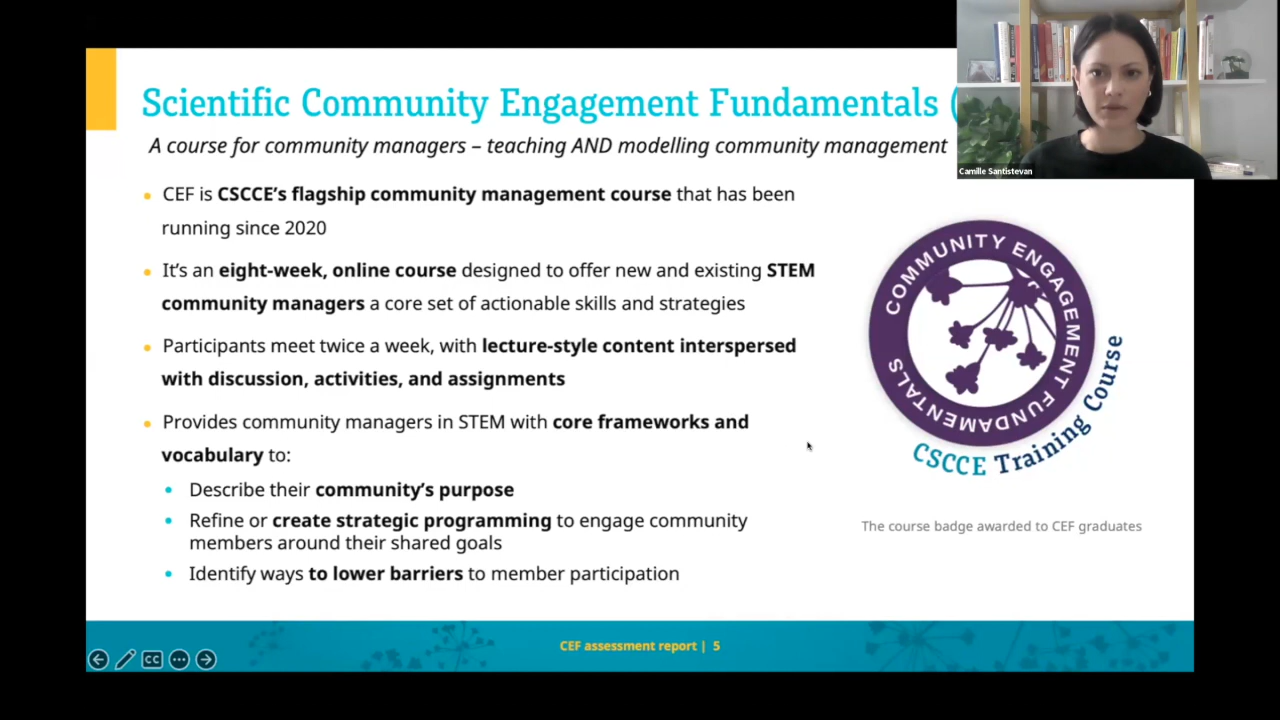 Scientific Community Engagement Fundamentals (
A course for community managers – teaching AND modelling community management
Camille Santistevan
• CEF is CSCCE's flagship community management course that has been
running since 2020
• It's an eight-week, online course designed to offer new and existing STEM
community managers a core set of actionable skills and strategies
• Participants meet twice a week, with lecture-style content interspersed
with discussion, activities, and assignments
• Provides community managers in STEM with core frameworks and
vocabulary to:
• Describe their community's purpose
• Refine or create strategic programming to engage community
members around their shared goals
• Identify ways to lower barriers to member participation
COMMUNITY ENGAGEMENT FUNDAMENTALS
CSCCE Training Course
The course badge awarded to CEF graduates
CEF assessment report | 5
CC